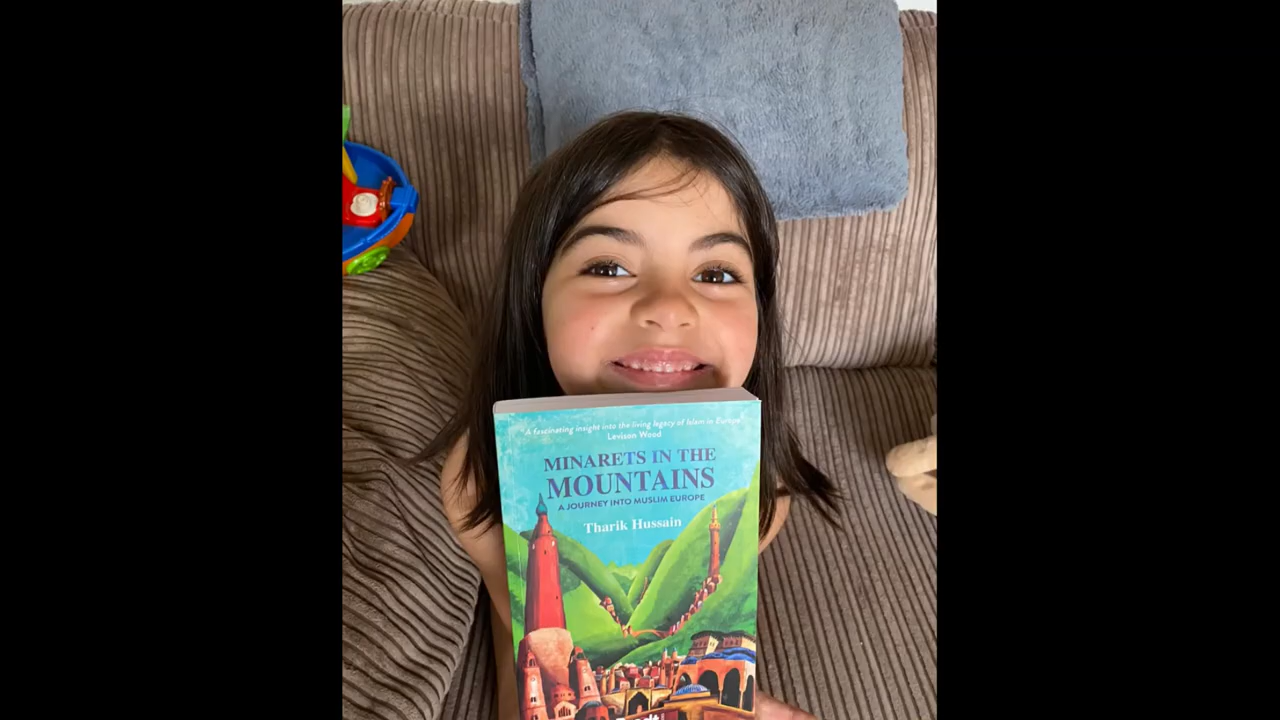 "A fascinating insight into the living legacy of Islam in Europe"
Levison Wood
MINARETS IN THE
MOUNTAINS
A JOURNEY INTO MUSLIM EUROPE
Tharik Hussain